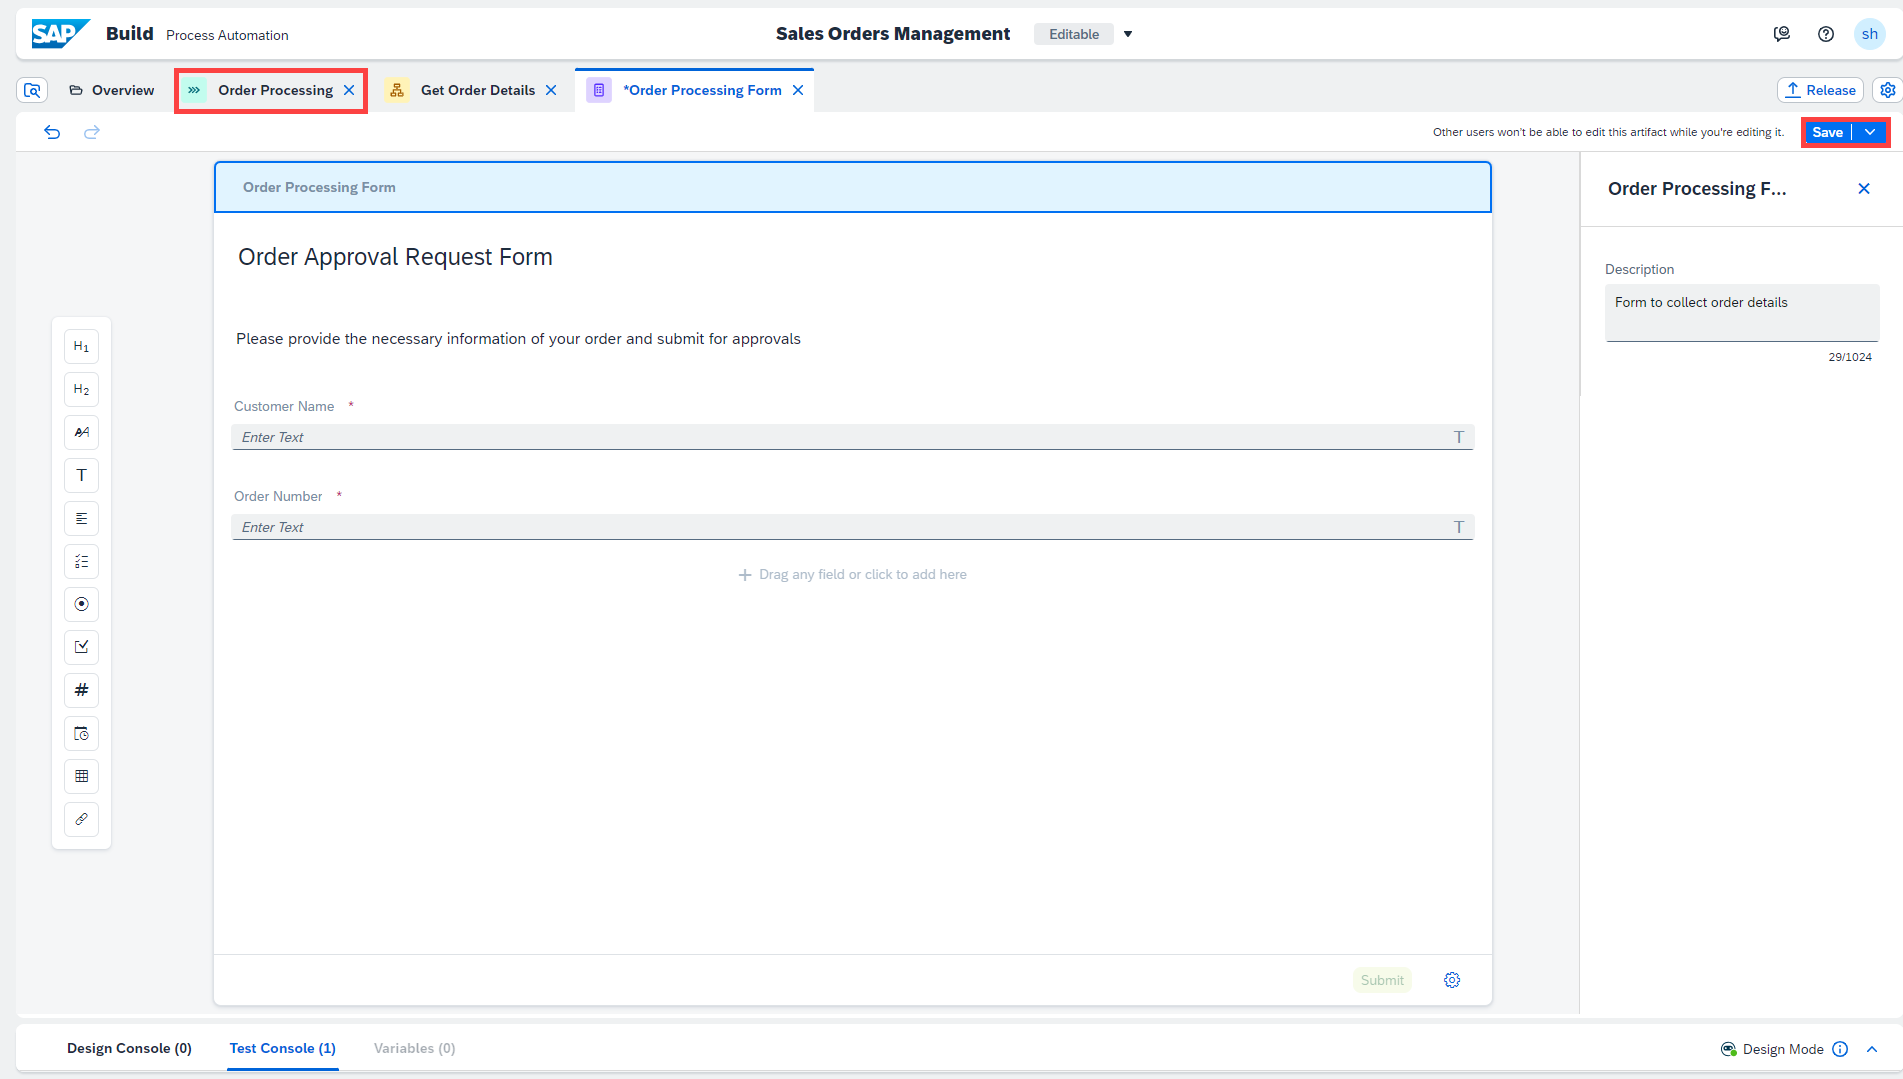 SAP Build Process Automation
Sales Orders Management
Editable
sh
Overview
Order Processing
Get Order Details
*Order Processing Form
Release
Other users won't be able to edit this artifact while you're editing it.
Save
Order Processing Form
Order Processing F...
Order Approval Request Form
Description
Form to collect order details
29/1024
Please provide the necessary information of your order and submit for approvals
H1
H2
AA
T
#
Customer Name *
Enter Text T
Order Number *
Enter Text T
+ Drag any field or click to add here
Submit
Design Console (0)
Test Console (1)
Variables (0)
Design Mode